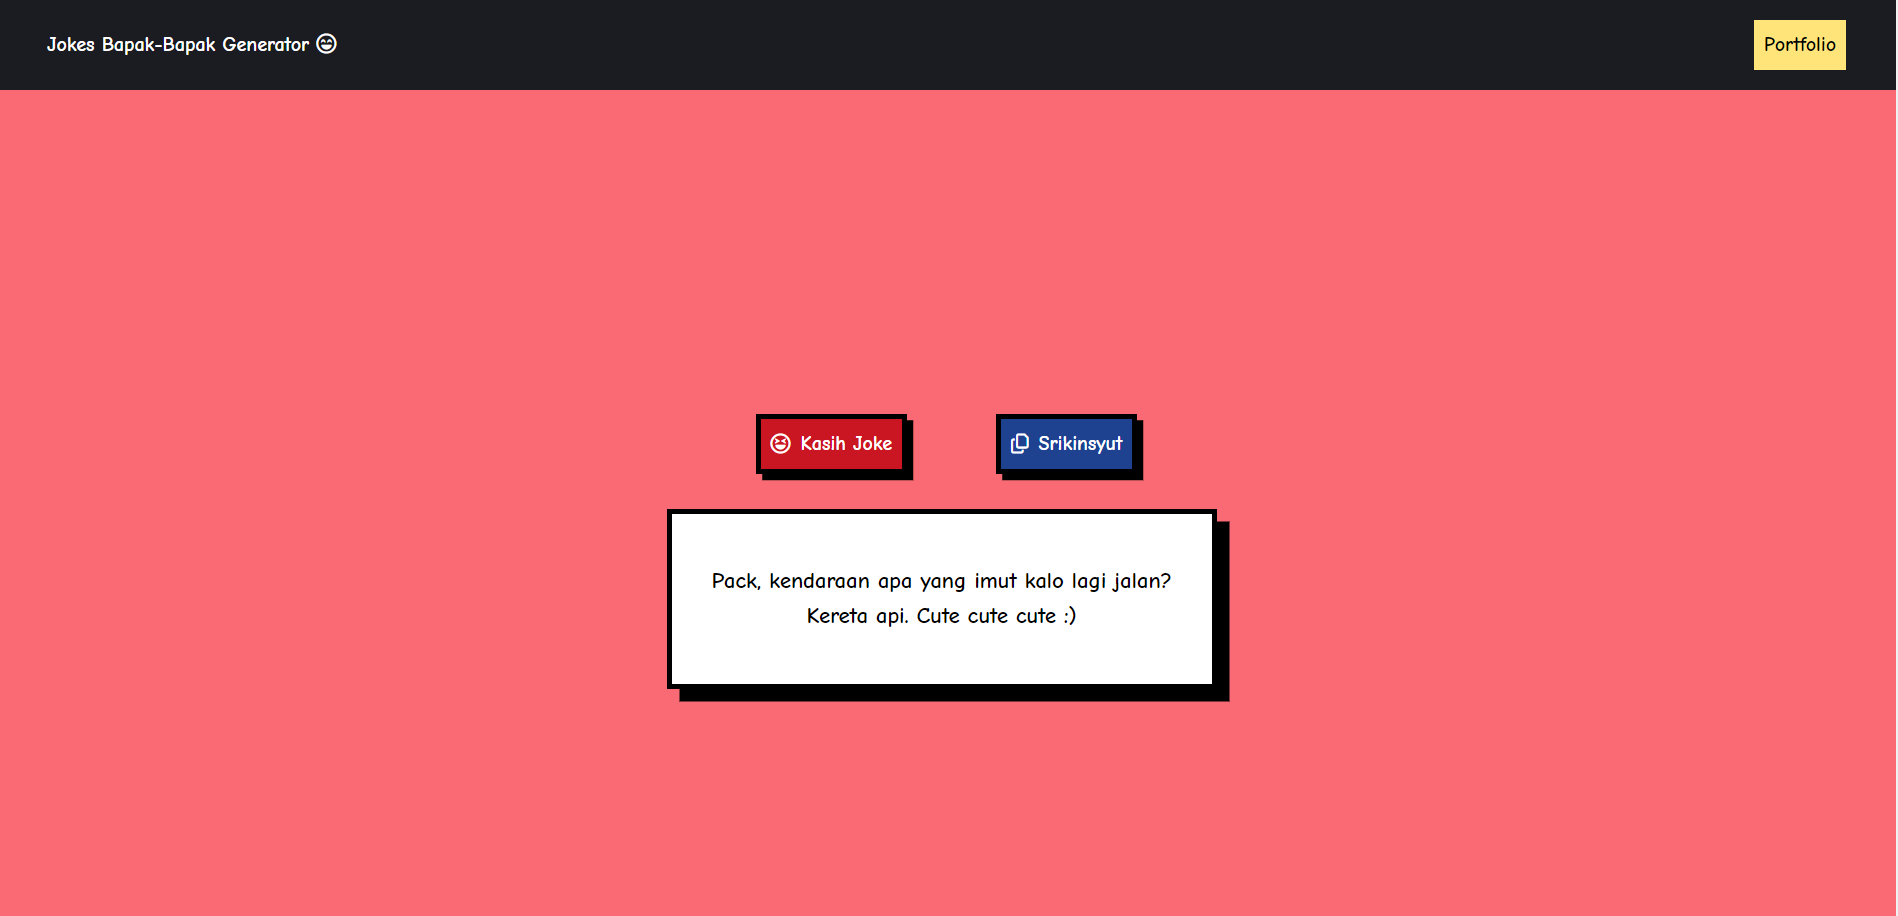 Jokes Bapak-Bapak Generator
Portfolio
Kasih Joke
Srikinsyut
Pack, kendaraan apa yang imut kalo lagi jalan?
Kereta api. Cute cute cute :)